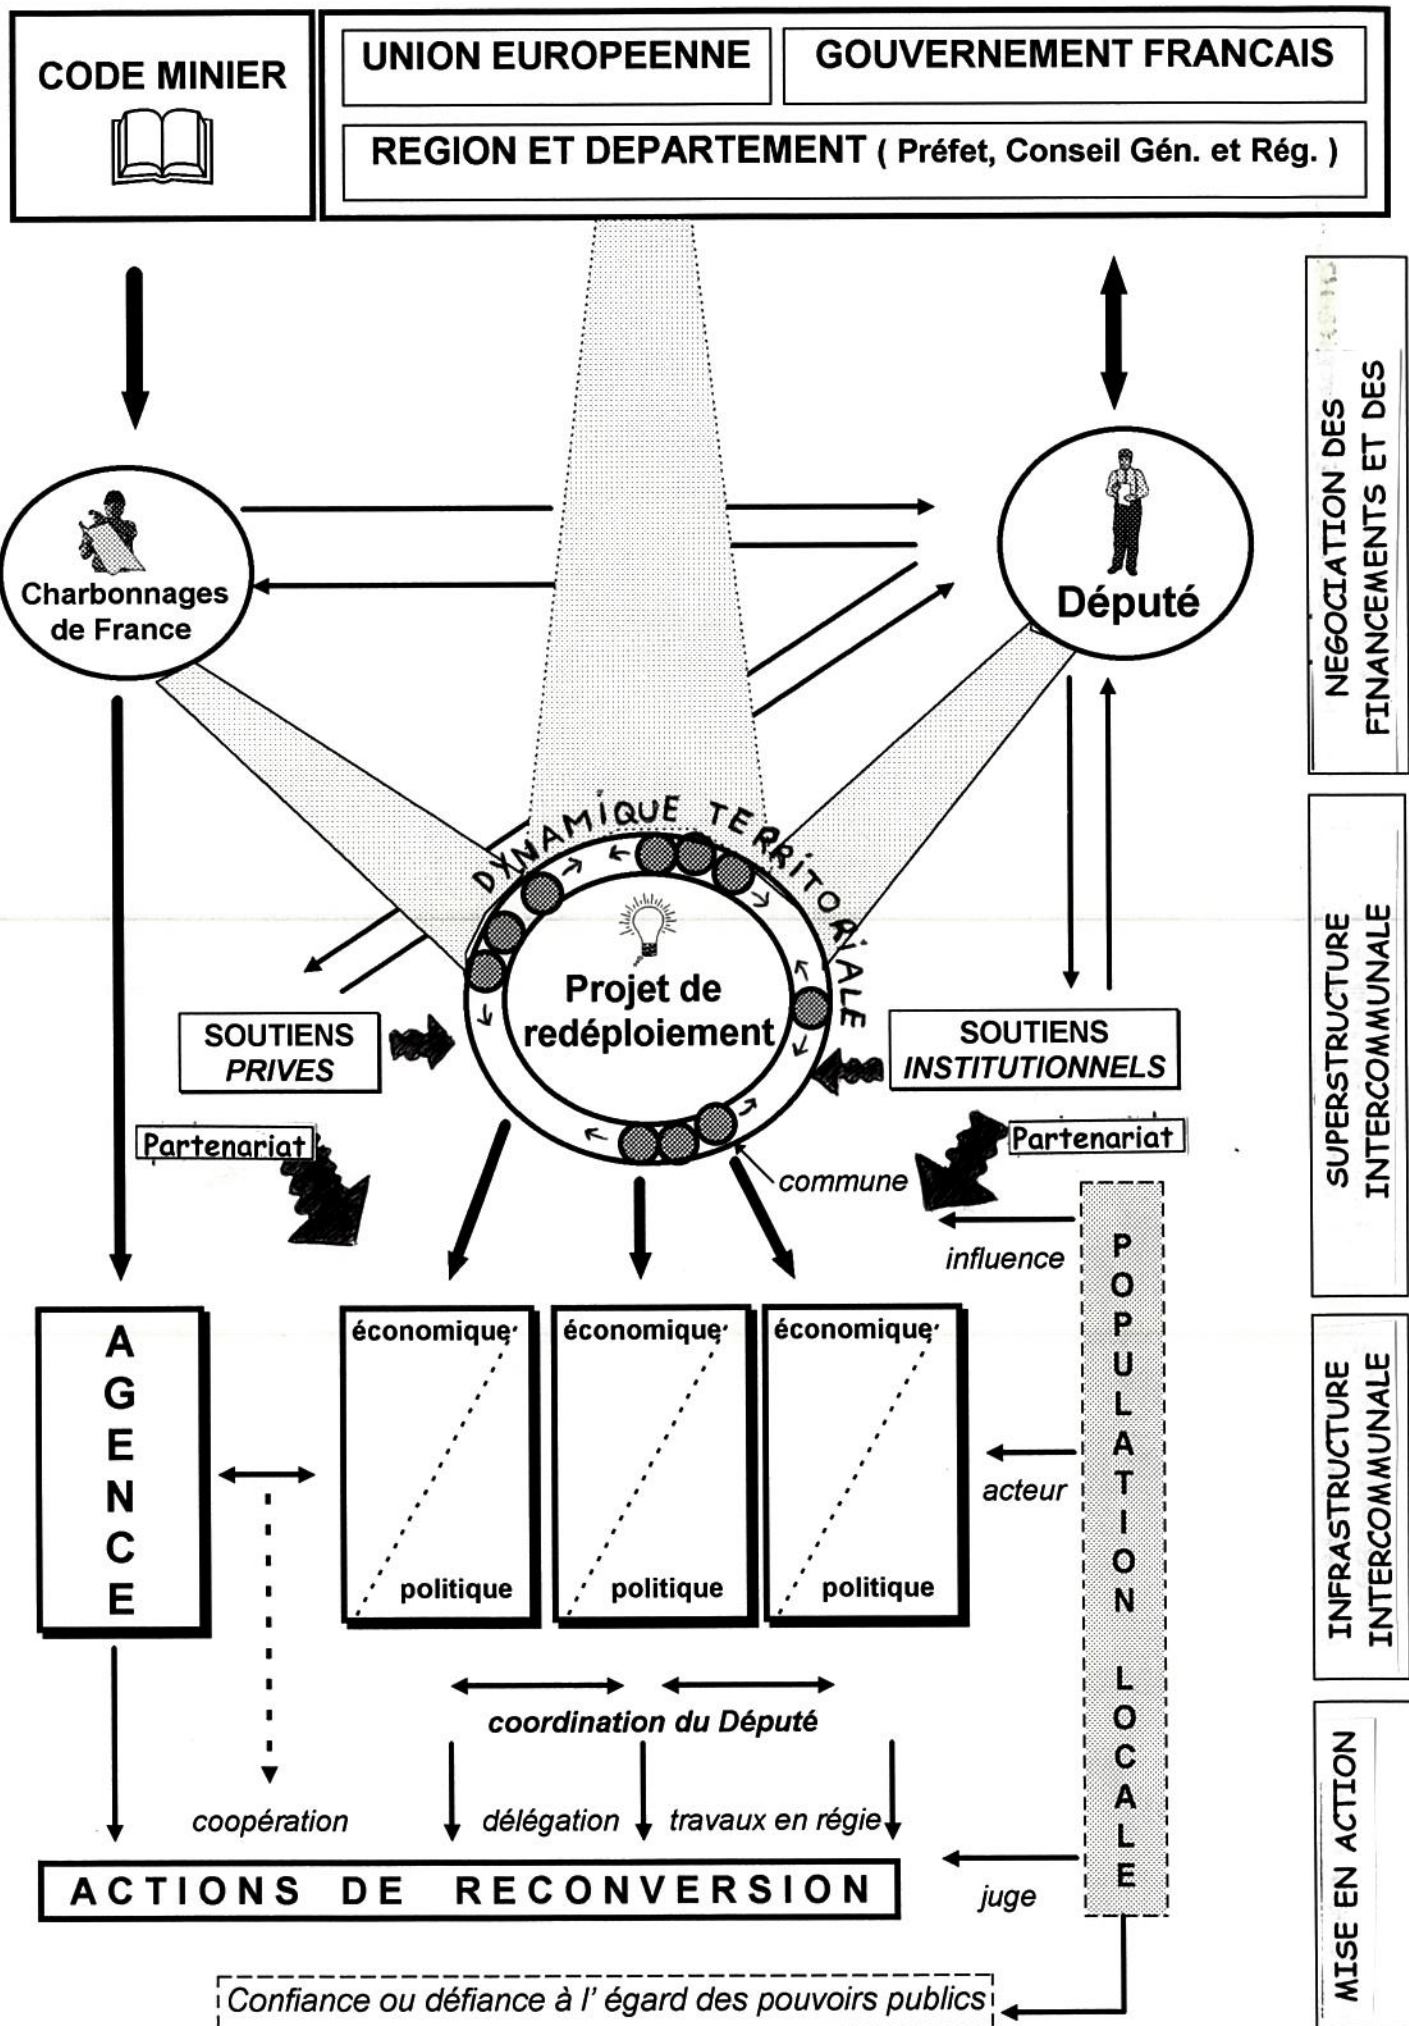 CODE MINIER
UNION EUROPEENNE
GOUVERNEMENT FRANCAIS
REGION ET DEPARTEMENT ( Préfet, Conseil Gén. et Rég. )
NEGOCIATION DES
FINANCEMENTS ET DES
Charbonnages
de France
Député
DYNAMIQUE TERRITORIALE
Projet de
redéploiement
SOUTIENS
PRIVES
SOUTIENS
INSTITUTIONNELS
SUPERSTRUCTURE
INTERCOMMUNALE
Partenariat
Partenariat
commune
influence
POPULATION LOCALE
AGENCE
économique
économique
économique
politique
politique
politique
acteur
INFRASTRUCTURE
INTERCOMMUNALE
coordination du Député
coopération
délégation
travaux en régie
ACTIONS DE RECONVERSION
juge
MISE EN ACTION
Confiance ou défiance à l' égard des pouvoirs publics